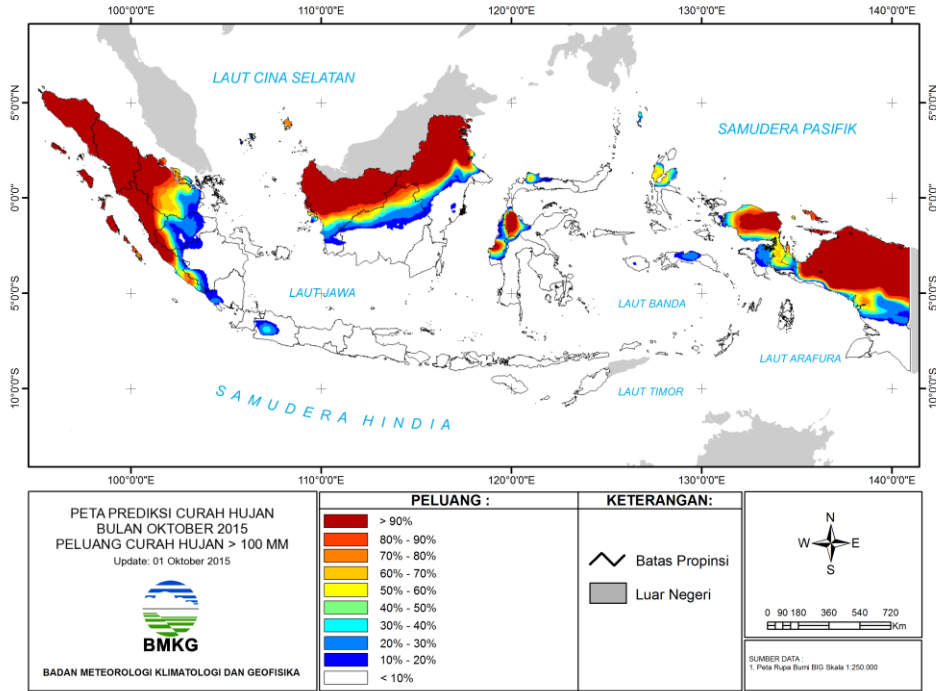 100°0'0"E 110°0'0"E 120°0'0"E 130°0'0"E 140°0'0"E
5°0'0"N 5°0'0"N
0°0'0" 0°0'0"
5°0'0"S 5°0'0"S
10°0'0"S 10°0'0"S
LAUT CINA SELATAN
SAMUDERA PASIFIK
LAUT JAWA
LAUT BANDA
LAUT ARAFURA
LAUT TIMOR
SAMUDERA HINDIA
100°0'0"E 110°0'0"E 120°0'0"E 130°0'0"E 140°0'0"E
PETA PREDIKSI CURAH HUJAN
BULAN OKTOBER 2015
PELUANG CURAH HUJAN > 100 MM
Update: 01 Oktober 2015
BMKG
BADAN METEOROLOGI KLIMATOLOGI DAN GEOFISIKA
PELUANG :
> 90%
80% - 90%
70% - 80%
60% - 70%
50% - 60%
40% - 50%
30% - 40%
20% - 30%
10% - 20%
< 10%
KETERANGAN:
Batas Propinsi
Luar Negeri
N
W E
S
0 90 180 360 540 720
Km
SUMBER DATA :
1. Peta Rupa Bumi BIG Skala 1:250.000